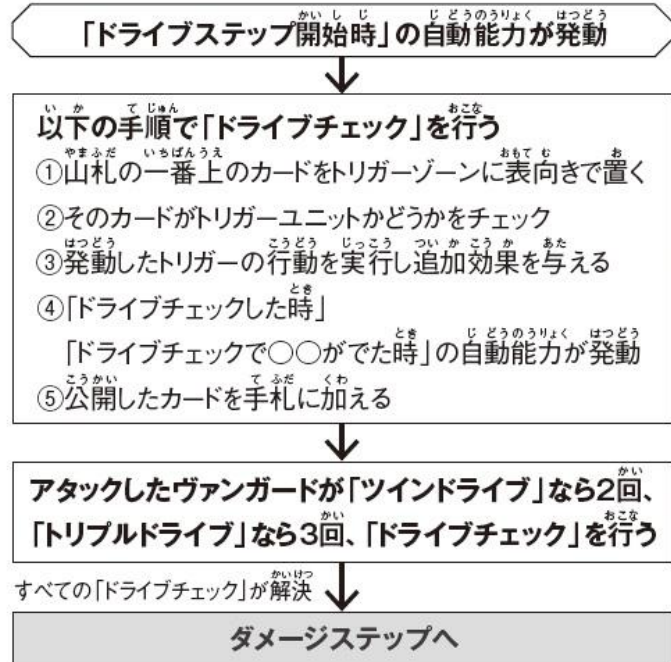 「ドライブステップ開始時」の自動能力が発動
以下の手順で「ドライブチェック」を行う
①山札の一番上のカードをトリガーゾーンに表向きで置く
②そのカードがトリガーユニットかどうかをチェック
③発動したトリガーの行動を実行し追加効果を与える
④「ドライブチェックした時」
「ドライブチェックで○○がでた時」の自動能力が発動
⑤公開したカードを手札に加える
アタックしたヴァンガードが「ツインドライブ」なら2回、
「トリプルドライブ」なら3回、「ドライブチェック」を行う
すべての「ドライブチェック」が解決
ダメージステップへ